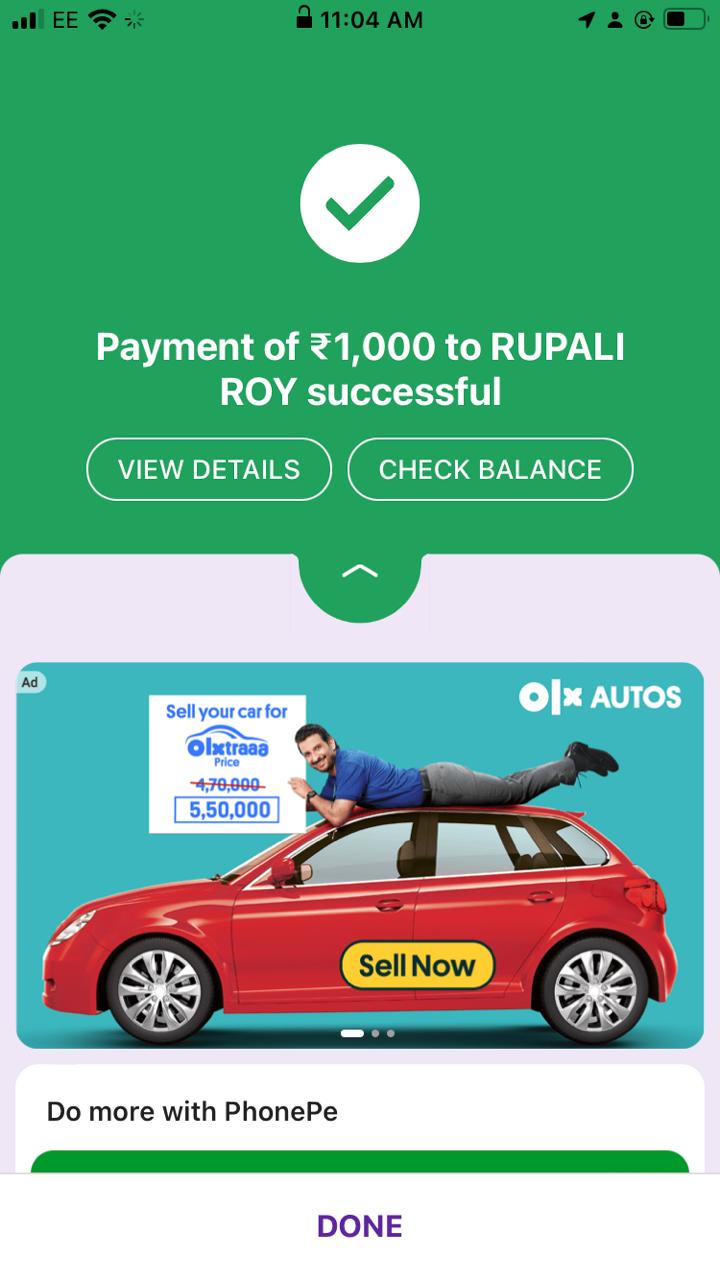 EE 11:04 AM
Payment of ₹1,000 to RUPALI
ROY successful
VIEW DETAILS CHECK BALANCE
Ad
olx AUTOS
Sell your car for
Olxtraaa
Price
4,70,000
5,50,000
Sell Now
Do more with PhonePe
DONE